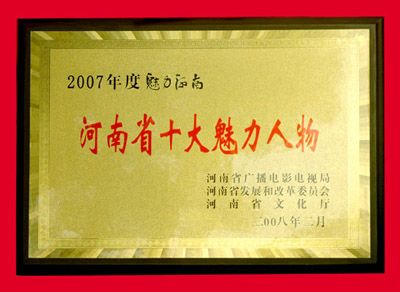 2007年度魅力河南
河南省十大魅力人物
河南省广播电影电视局
河南省发展和改革委员会
河南省文化厅
二00八年二月